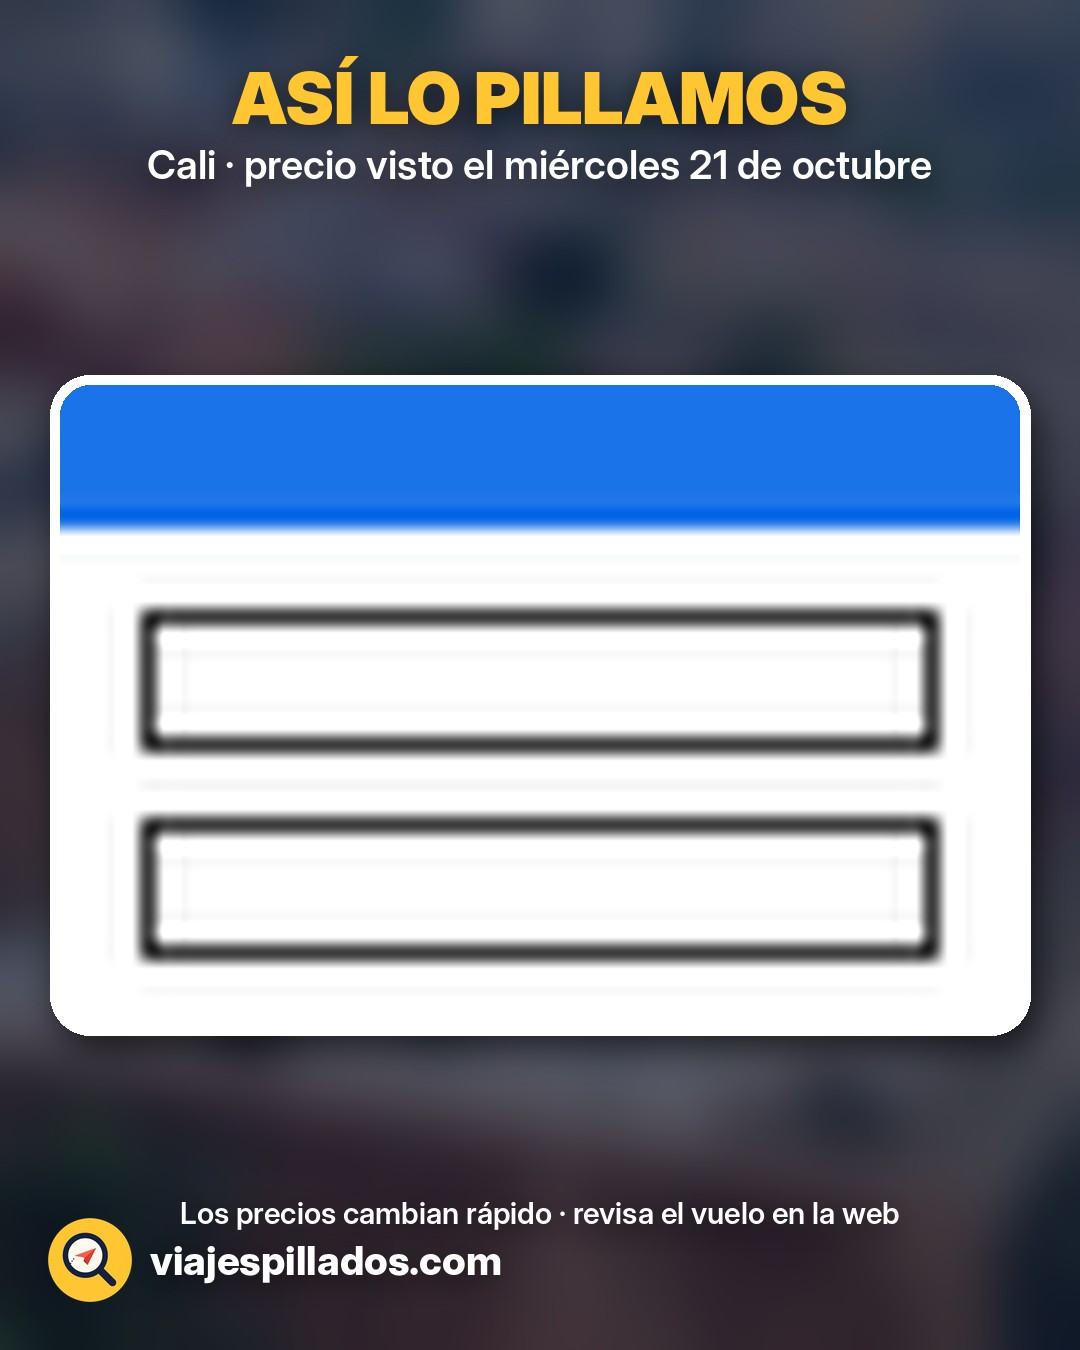 ASÍ LO PILLAMOS
Cali · precio visto el miércoles 21 de octubre
Los precios cambian rápido · revisa el vuelo en la web
viajespillados.com